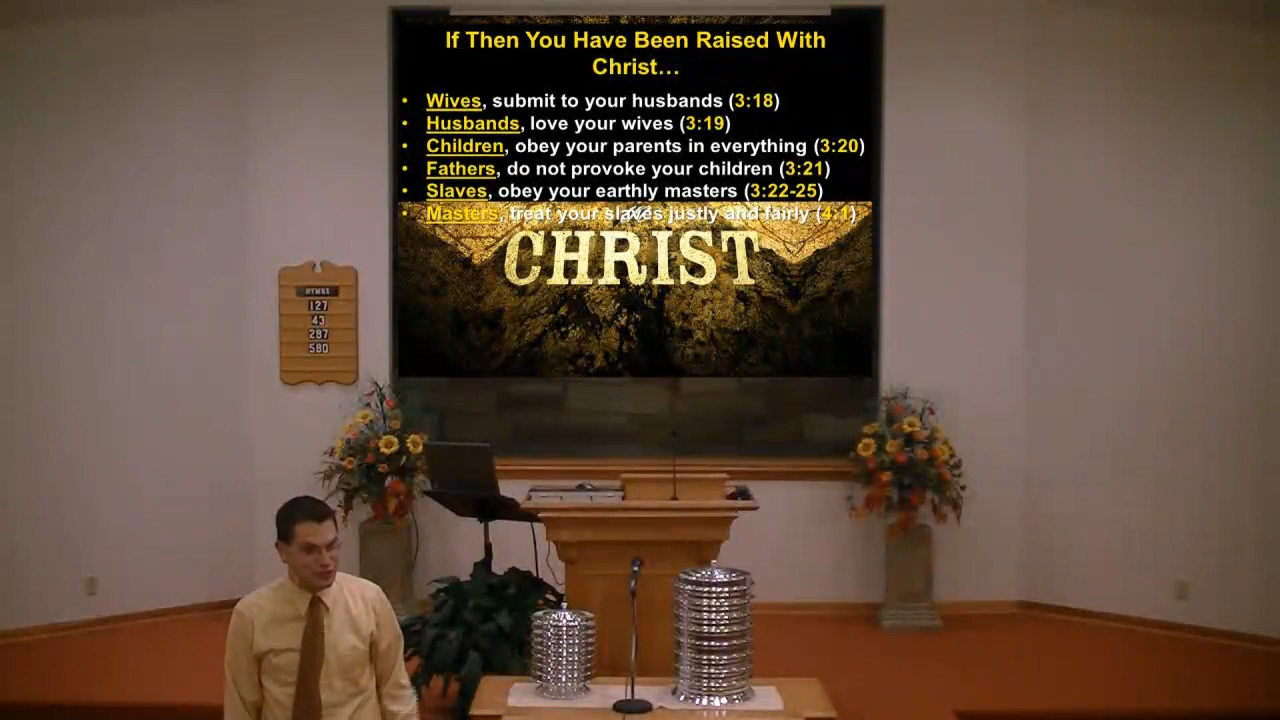 If Then You Have Been Raised With
Christ…
• Wives, submit to your husbands (3:18)
• Husbands, love your wives (3:19)
• Children, obey your parents in everything (3:20)
• Fathers, do not provoke your children (3:21)
• Slaves, obey your earthly masters (3:22-25)
• Masters, treat your slaves justly and fairly (4:1)
CHRIST
HYMNS
127
43
287
580